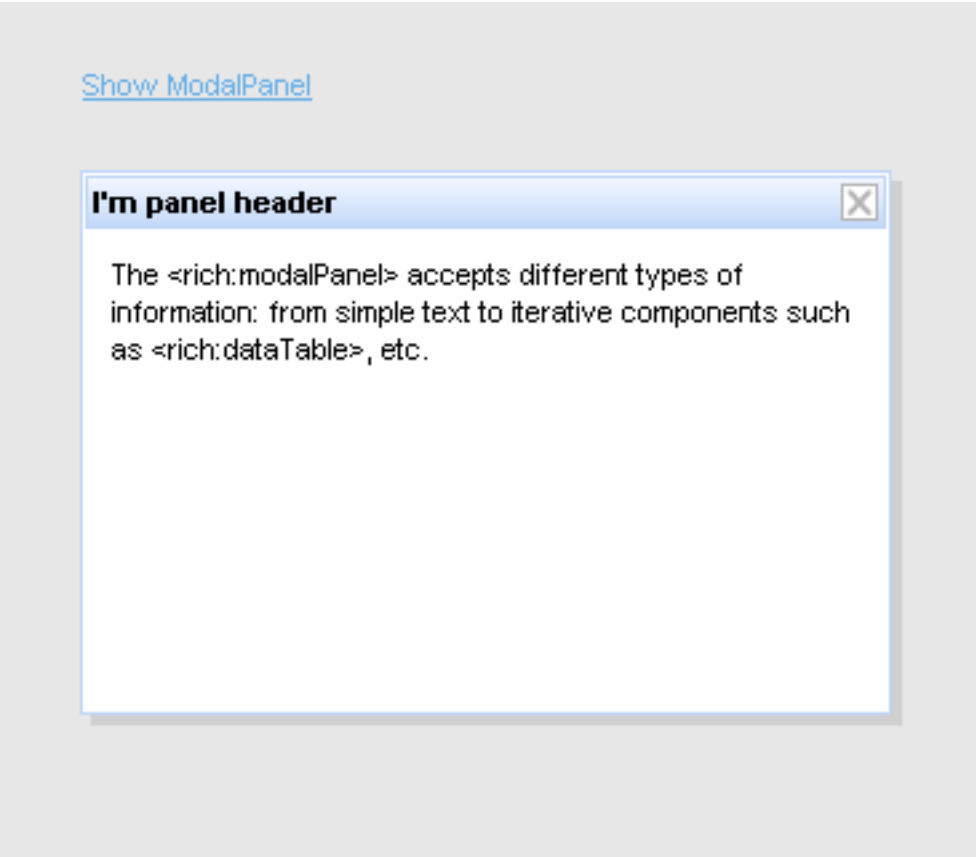 Show ModalPanel
I'm panel header
The <rich:modalPanel> accepts different types of
information: from simple text to iterative components such
as <rich:dataTable>, etc.